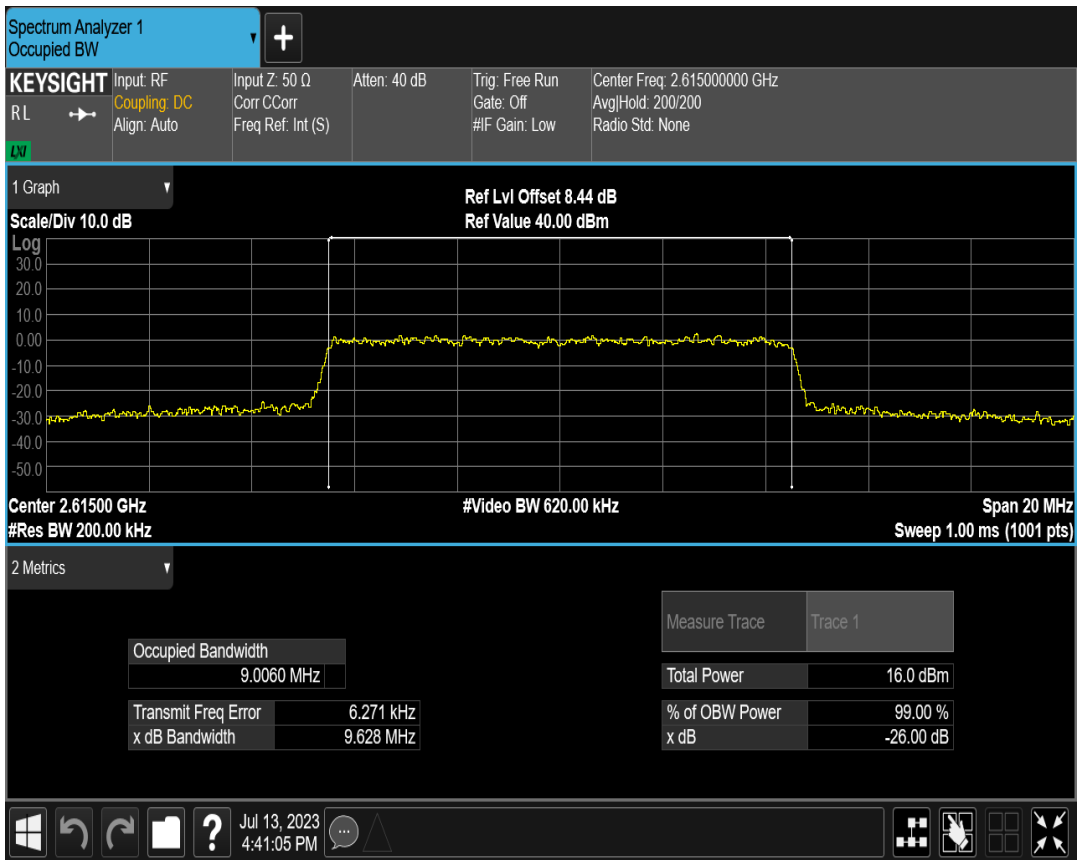 Spectrum Analyzer 1
Occupied BW
+
KEYSIGHT
RL
LXI
Input: RF
Coupling: DC
Align: Auto
Input Z: 50 Ω
Corr CCorr
Freq Ref: Int (S)
Atten: 40 dB
Trig: Free Run
Gate: Off
#IF Gain: Low
Center Freq: 2.615000000 GHz
Avg|Hold: 200/200
Radio Std: None
1 Graph
Ref Lvl Offset 8.44 dB
Scale/Div 10.0 dB
Ref Value 40.00 dBm
Log
30.0
20.0
10.0
0.00
-10.0
-20.0
-30.0
-40.0
-50.0
Center 2.61500 GHz
#Video BW 620.00 kHz
Span 20 MHz
#Res BW 200.00 kHz
Sweep 1.00 ms (1001 pts)
2 Metrics
Measure Trace Trace 1
Occupied Bandwidth
9.0060 MHz
Total Power 16.0 dBm
Transmit Freq Error 6.271 kHz
% of OBW Power 99.00 %
x dB Bandwidth 9.628 MHz
x dB -26.00 dB
?
Jul 13, 2023
4:41:05 PM